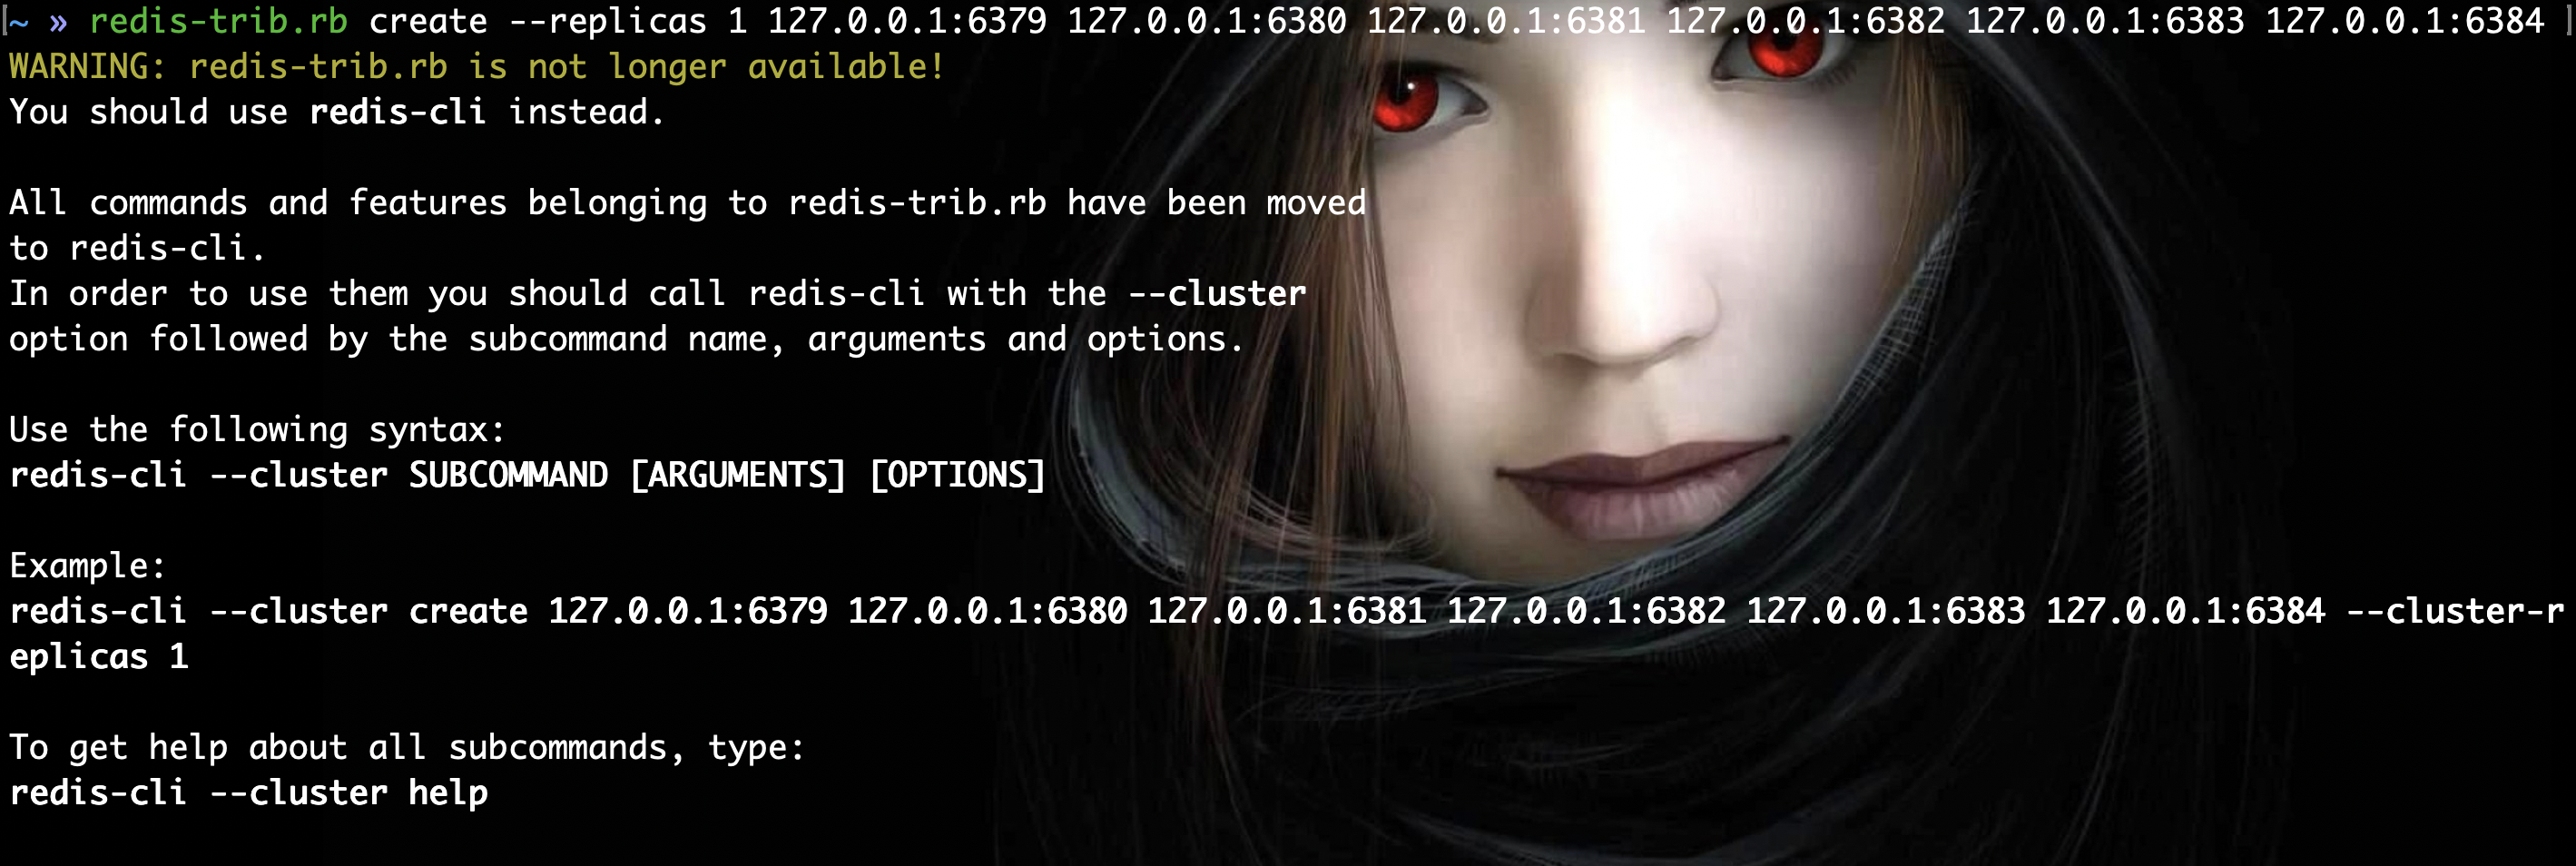 ~ » redis-trib.rb create --replicas 1 127.0.0.1:6379 127.0.0.1:6380 127.0.0.1:6381 127.0.0.1:6382 127.0.0.1:6383 127.0.0.1:6384
WARNING: redis-trib.rb is not longer available!
You should use redis-cli instead.
All commands and features belonging to redis-trib.rb have been moved
to redis-cli.
In order to use them you should call redis-cli with the --cluster
option followed by the subcommand name, arguments and options.
Use the following syntax:
redis-cli --cluster SUBCOMMAND [ARGUMENTS] [OPTIONS]
Example:
redis-cli --cluster create 127.0.0.1:6379 127.0.0.1:6380 127.0.0.1:6381 127.0.0.1:6382 127.0.0.1:6383 127.0.0.1:6384 --cluster-r
eplicas 1
To get help about all subcommands, type:
redis-cli --cluster help